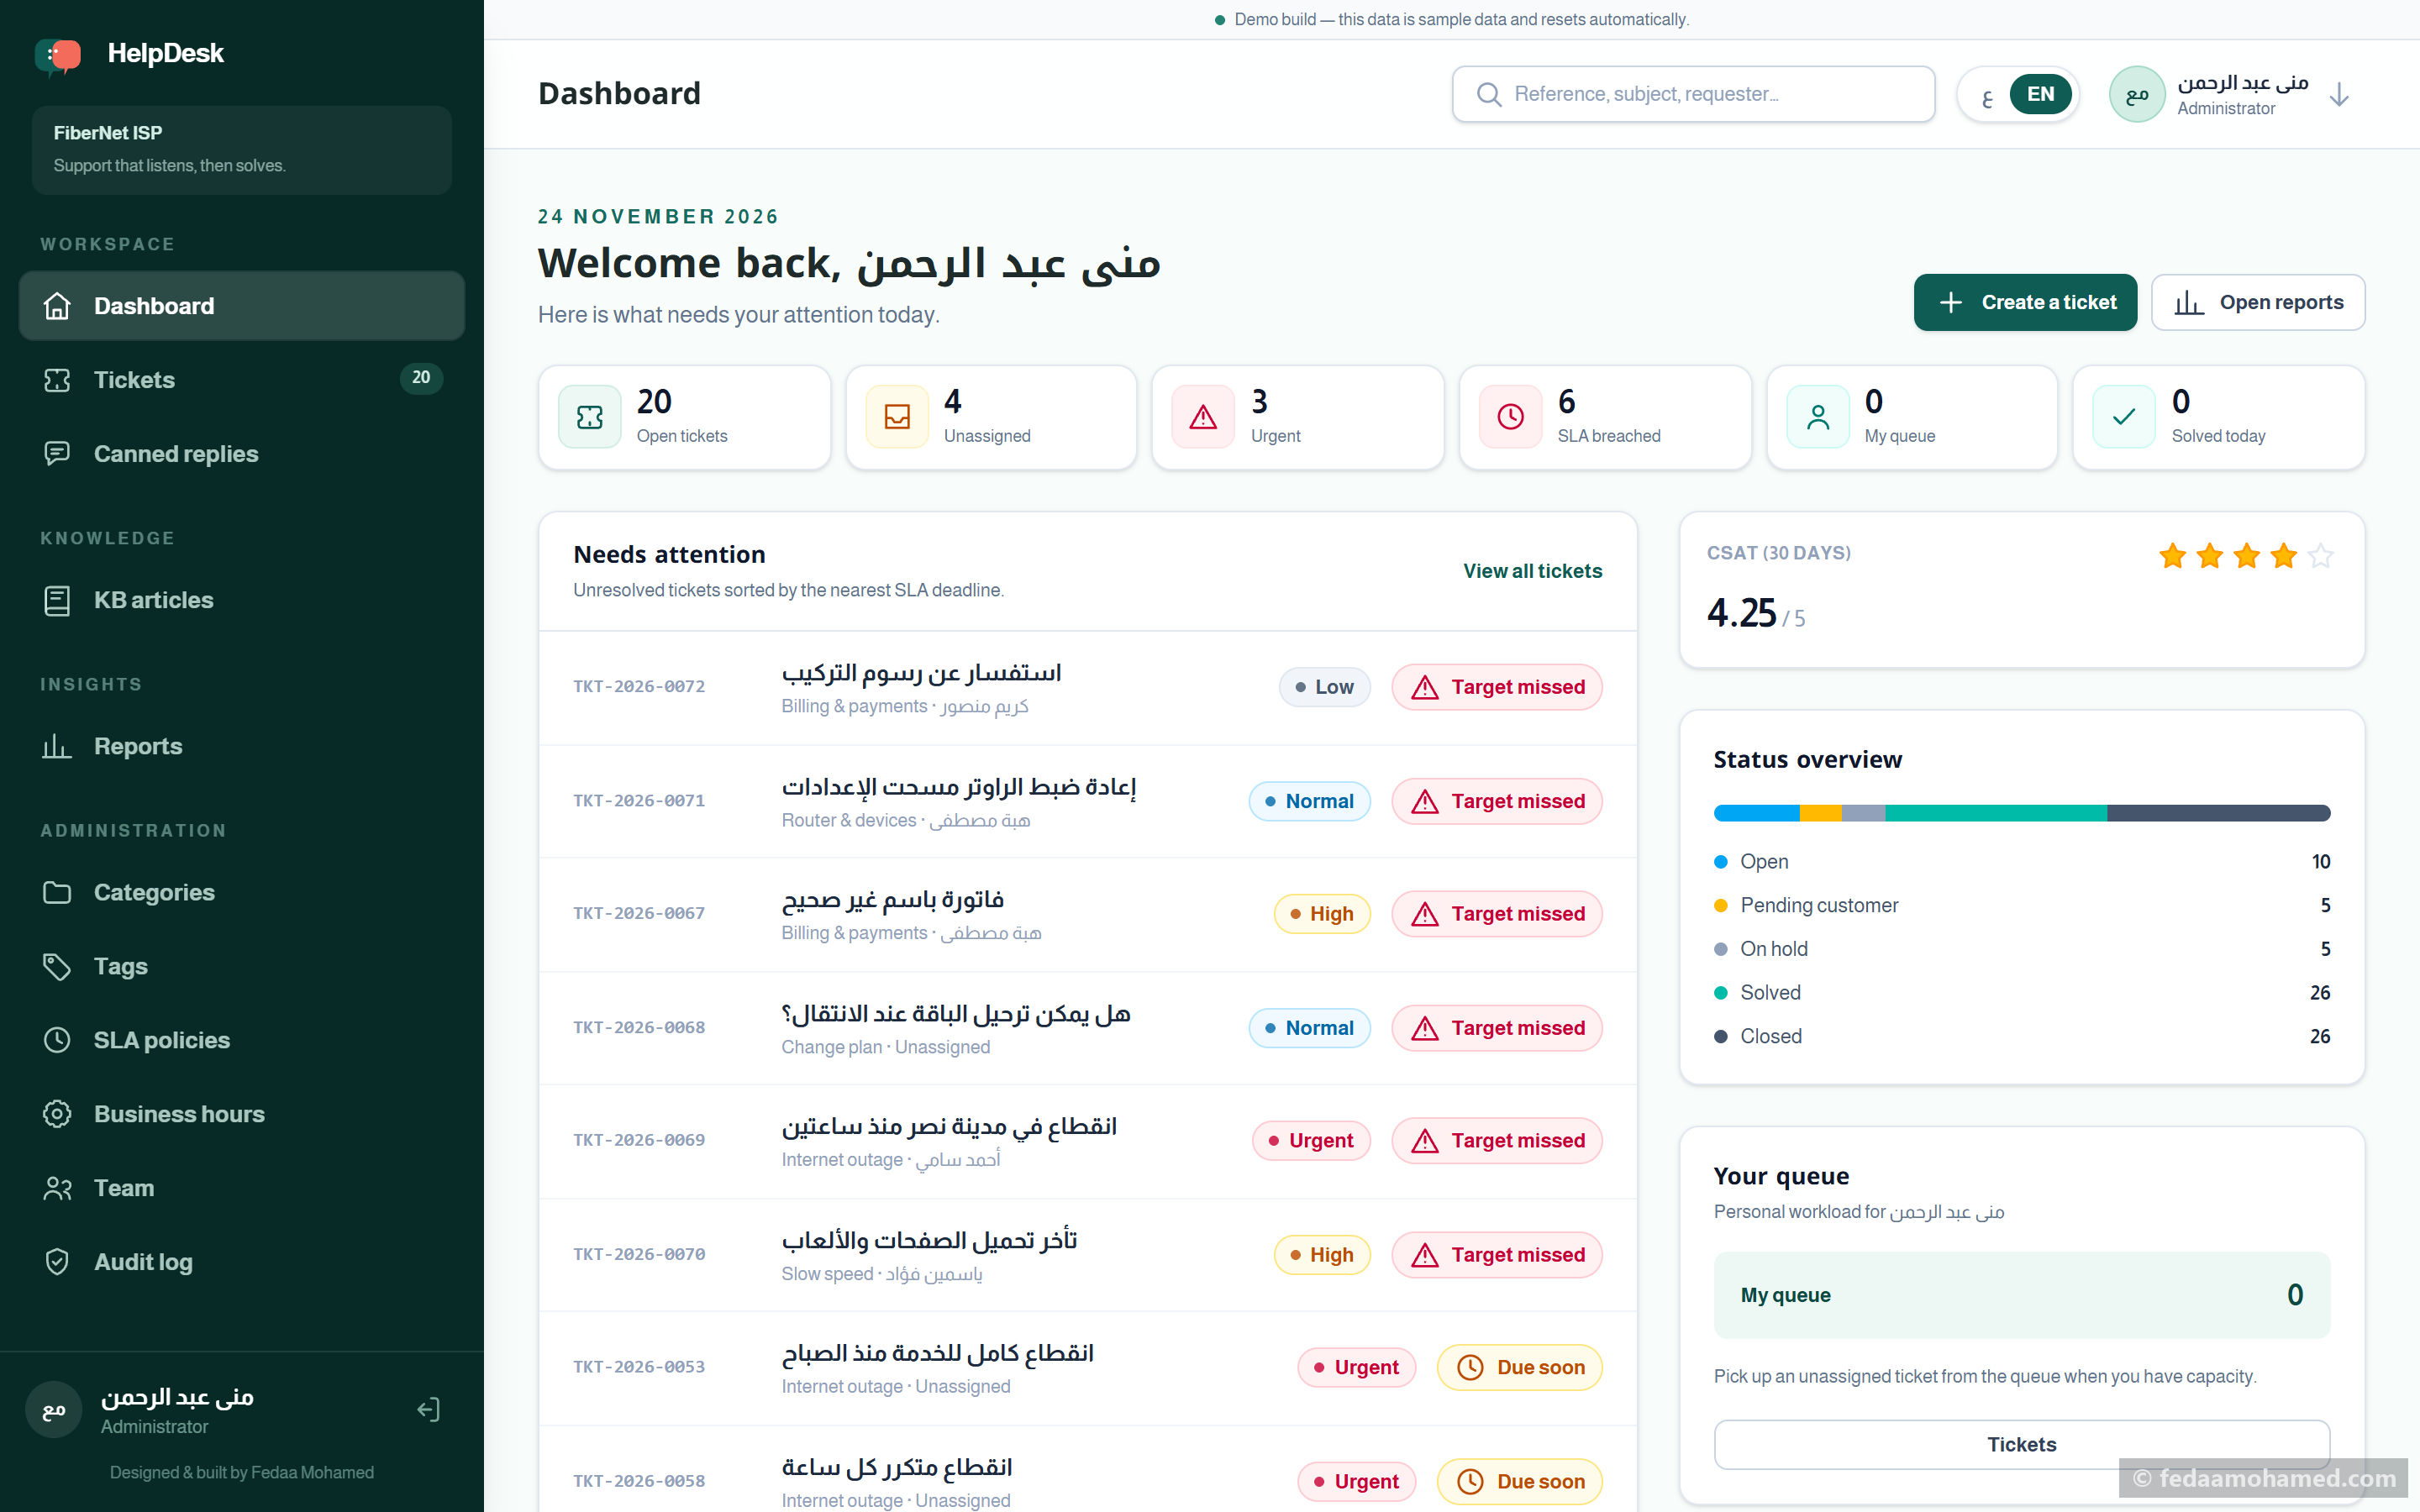 HelpDesk
FiberNet ISP
Support that listens, then solves.
WORKSPACE
Dashboard
Tickets 20
Canned replies
KNOWLEDGE
KB articles
INSIGHTS
Reports
ADMINISTRATION
Categories
Tags
SLA policies
Business hours
Team
Audit log
مع منى عبد الرحمن
Administrator
Designed & built by Fedaa Mohamed
Demo build — this data is sample data and resets automatically.
Dashboard
Reference, subject, requester...
ع EN
مع منى عبد الرحمن
Administrator
24 NOVEMBER 2026
Welcome back, منى عبد الرحمن
Here is what needs your attention today.
Create a ticket
Open reports
20
Open tickets
4
Unassigned
3
Urgent
6
SLA breached
0
My queue
0
Solved today
Needs attention
Unresolved tickets sorted by the nearest SLA deadline.
View all tickets
TKT-2026-0072
استفسار عن رسوم التركيب
Billing & payments · كريم منصور
Low
Target missed
TKT-2026-0071
إعادة ضبط الراوتر مسحت الإعدادات
Router & devices · هبة مصطفى
Normal
Target missed
TKT-2026-0067
فاتورة باسم غير صحيح
Billing & payments · هبة مصطفى
High
Target missed
TKT-2026-0068
هل يمكن ترحيل الباقة عند الانتقال؟
Change plan · Unassigned
Normal
Target missed
TKT-2026-0069
انقطاع في مدينة نصر منذ ساعتين
Internet outage · أحمد سامي
Urgent
Target missed
TKT-2026-0070
تأخر تحميل الصفحات والألعاب
Slow speed · ياسمين فؤاد
High
Target missed
TKT-2026-0053
انقطاع كامل للخدمة منذ الصباح
Internet outage · Unassigned
Urgent
Due soon
TKT-2026-0058
انقطاع متكرر كل ساعة
Internet outage · Unassigned
Urgent
Due soon
CSAT (30 DAYS)
4.25 / 5
Status overview
Open 10
Pending customer 5
On hold 5
Solved 26
Closed 26
Your queue
Personal workload for منى عبد الرحمن
My queue 0
Pick up an unassigned ticket from the queue when you have capacity.
Tickets
© fedaamohamed.com